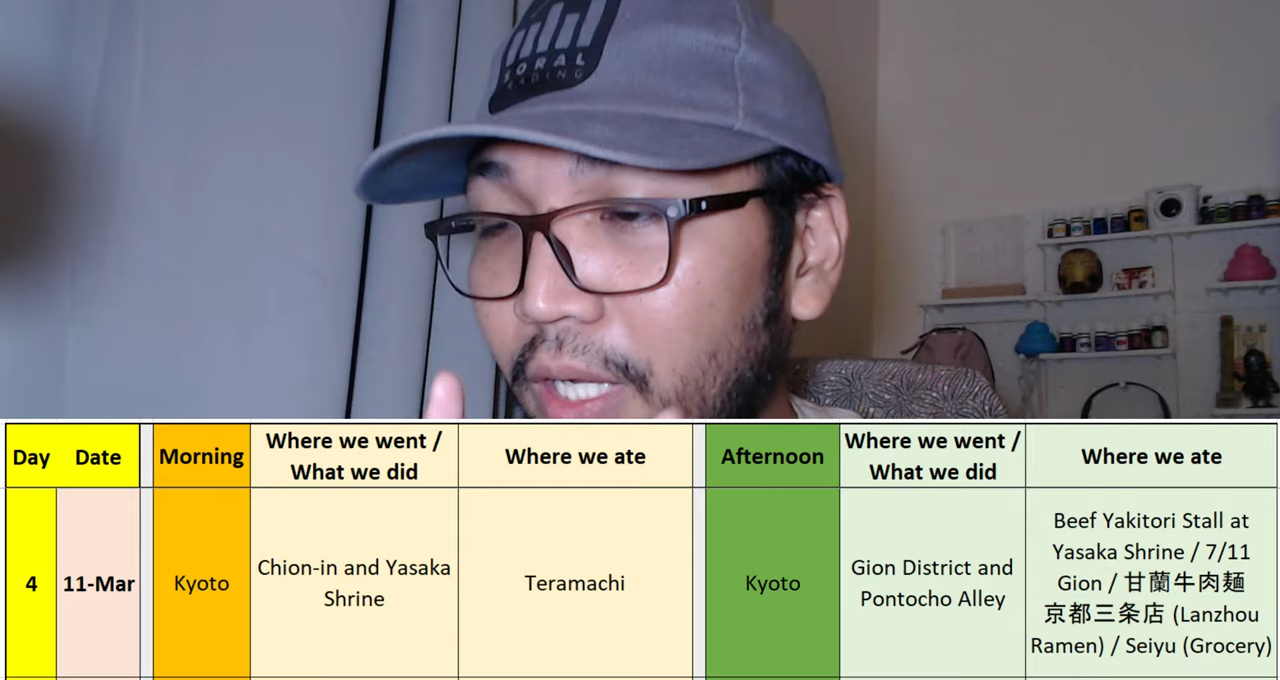 SORAL
TRADING
Day
Date
Morning
Where we went /
What we did
Where we ate
Afternoon
Where we went /
What we did
Where we ate
4
11-Mar
Kyoto
Chion-in and Yasaka
Shrine
Teramachi
Kyoto
Gion District and
Pontocho Alley
Beef Yakitori Stall at
Yasaka Shrine / 7/11
Gion / 甘蘭牛肉麺
京都三条店 (Lanzhou
Ramen) / Seiyu (Grocery)